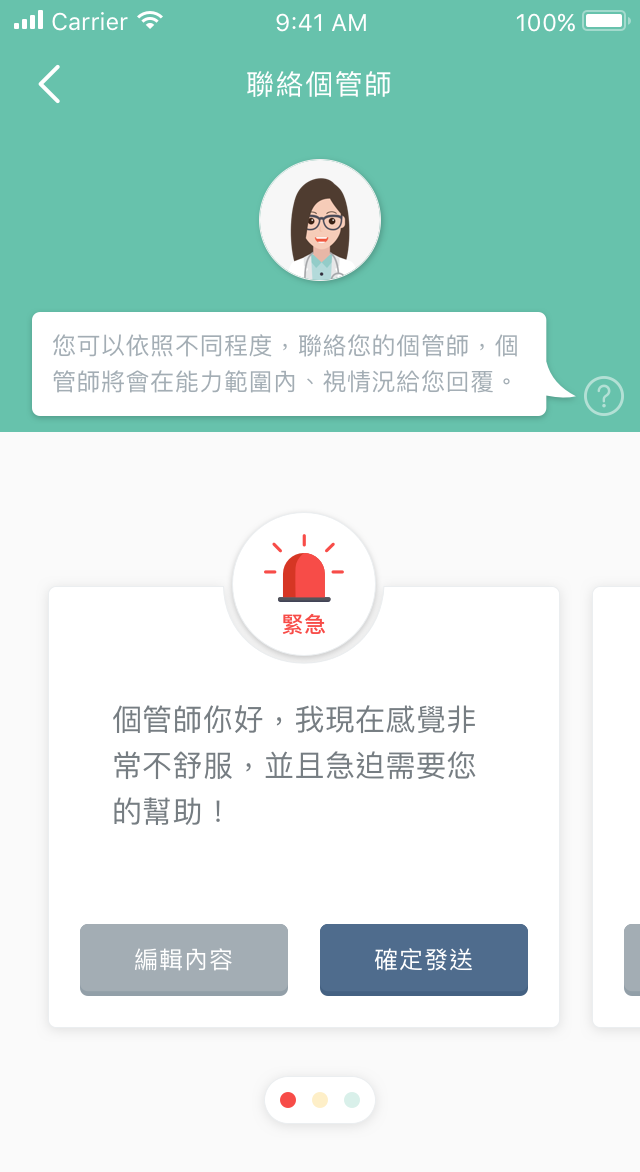 Carrier 9:41 AM 100%
聯絡個管師
您可以依照不同程度，聯絡您的個管師，個
管師將會在能力範圍內、視情況給您回覆。
?
緊急
個管師你好，我現在感覺非
常不舒服，並且急迫需要您
的幫助！
編輯內容 確定發送